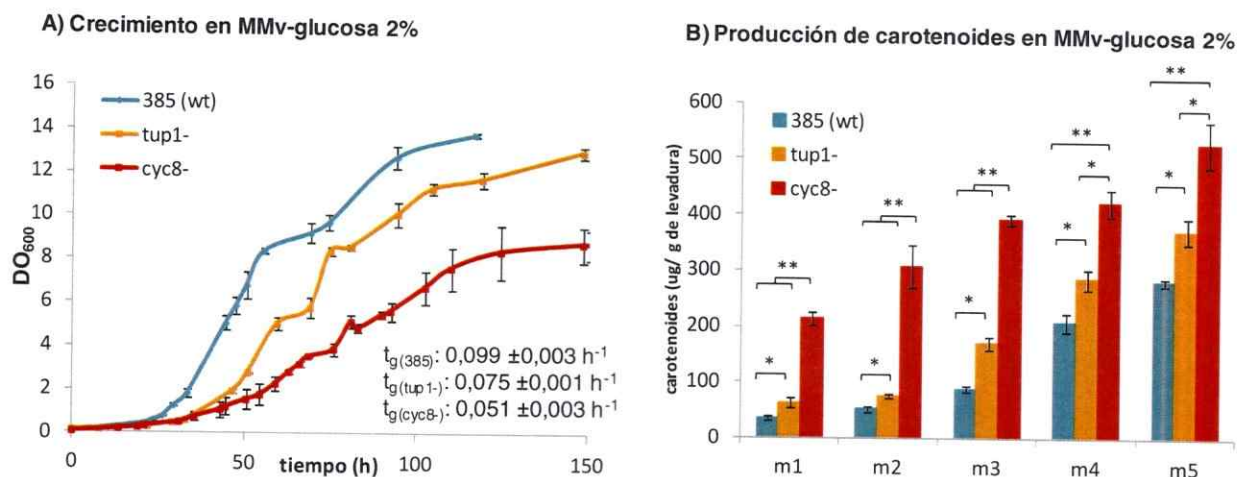 A) Crecimiento en MMv-glucosa 2%
16
14
12
10
8
6
4
2
0
DO600
385 (wt)
tup1-
cyc8-
tg(385): 0,099 ±0,003 h-1
tg(tup1-): 0,075 ±0,001 h-1
tg(cyc8-): 0,051 ±0,003 h-1
0
50
100
150
tiempo (h)
B) Producción de carotenoides en MMv-glucosa 2%
600
500
400
300
200
100
0
carotenoides (ug/ g de levadura)
385 (wt)
tup1-
cyc8-
**
*
**
*
**
*
**
*
*
**
*
*
m1
m2
m3
m4
m5